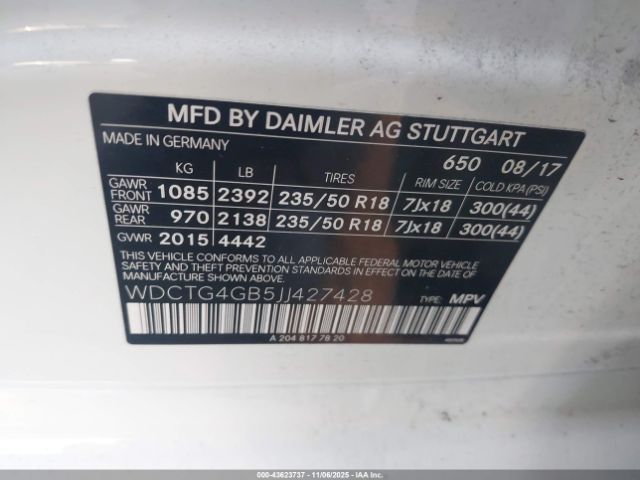 MFD BY DAIMLER AG STUTTGART
MADE IN GERMANY 650 08/17
KG LB TIRES RIM SIZE COLD KPA(PSI)
GAWR FRONT 1085 2392 235/50 R18 7Jx18 300(44)
GAWR REAR 970 2138 235/50 R18 7Jx18 300(44)
GVWR 2015 4442
THIS VEHICLE CONFORMS TO ALL APPLICABLE FEDERAL MOTOR VEHICLE
SAFETY BUMPER, AND THEFT PREVENTION STANDARDS IN
EFFECT ON THE DATE OF MANUFACTURE SHOWN ABOVE.
WDCTG4GB5JJ427428 TYPE: MPV
A 204 817 78 20
000-43623737 - 11/06/2025 - IAAI.COM